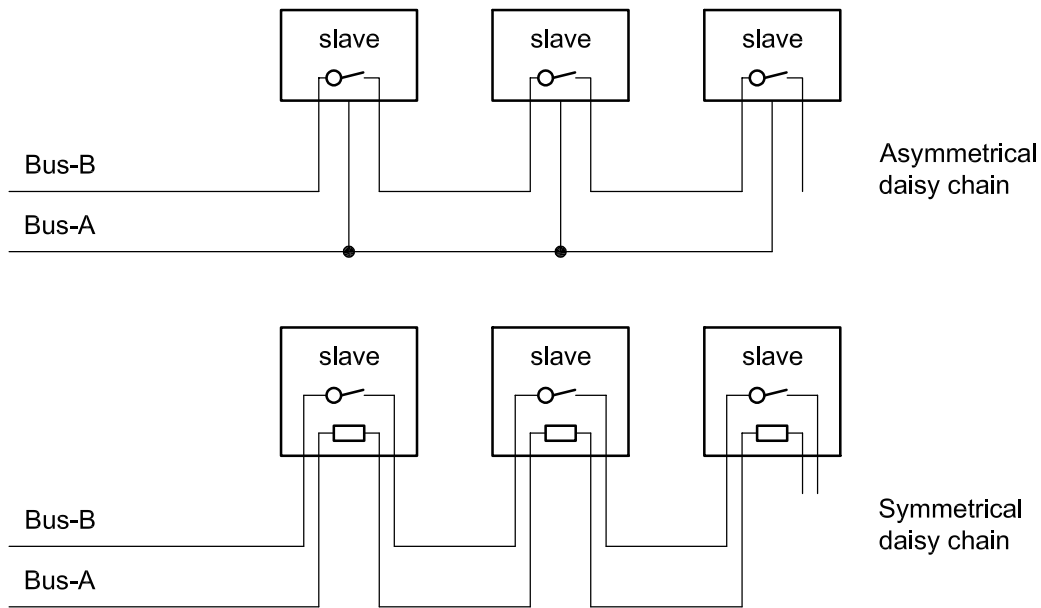 slave slave slave
Bus-B
Asymmetrical
daisy chain
Bus-A
slave slave slave
Bus-B
Symmetrical
daisy chain
Bus-A